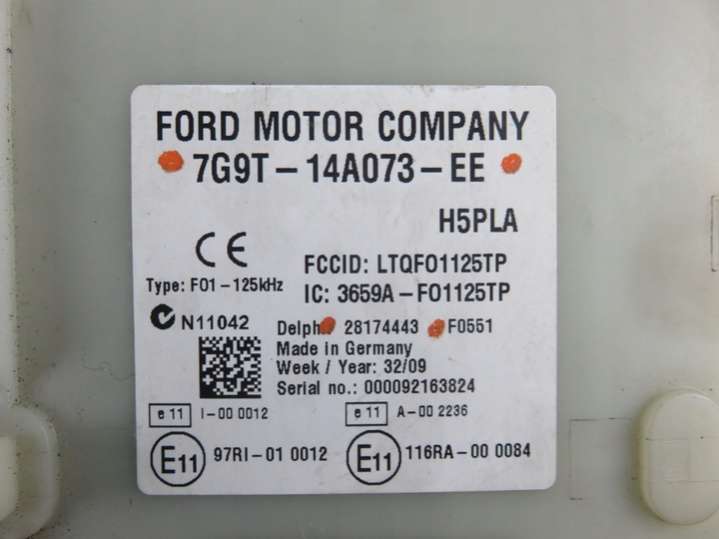 FORD MOTOR COMPANY
7G9T-14A073-EE
H5PLA
CE
FCCID: LTQFO1125TP
Type: F01-125kHz
IC: 3659A-FO1125TP
N11042
28174443 F0551
Made in Germany
Week / Year: 32/09
Serial no.: 000092163824
e 11 I-00 0012 e 11 A-00 2236
E11 97RI-01 0012 E11 116RA-00 0084